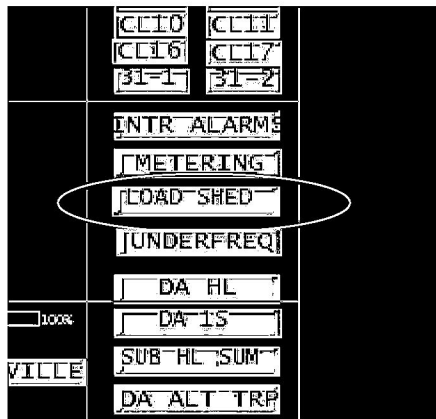 CL10 CL11
CL16 CL17
31-1 31-2
INTR ALARMS
METERING
LOAD SHED
UNDERFREQ
DA HL
100% DA 1S
VILLE SUB HL SUM
DA ALT TRP